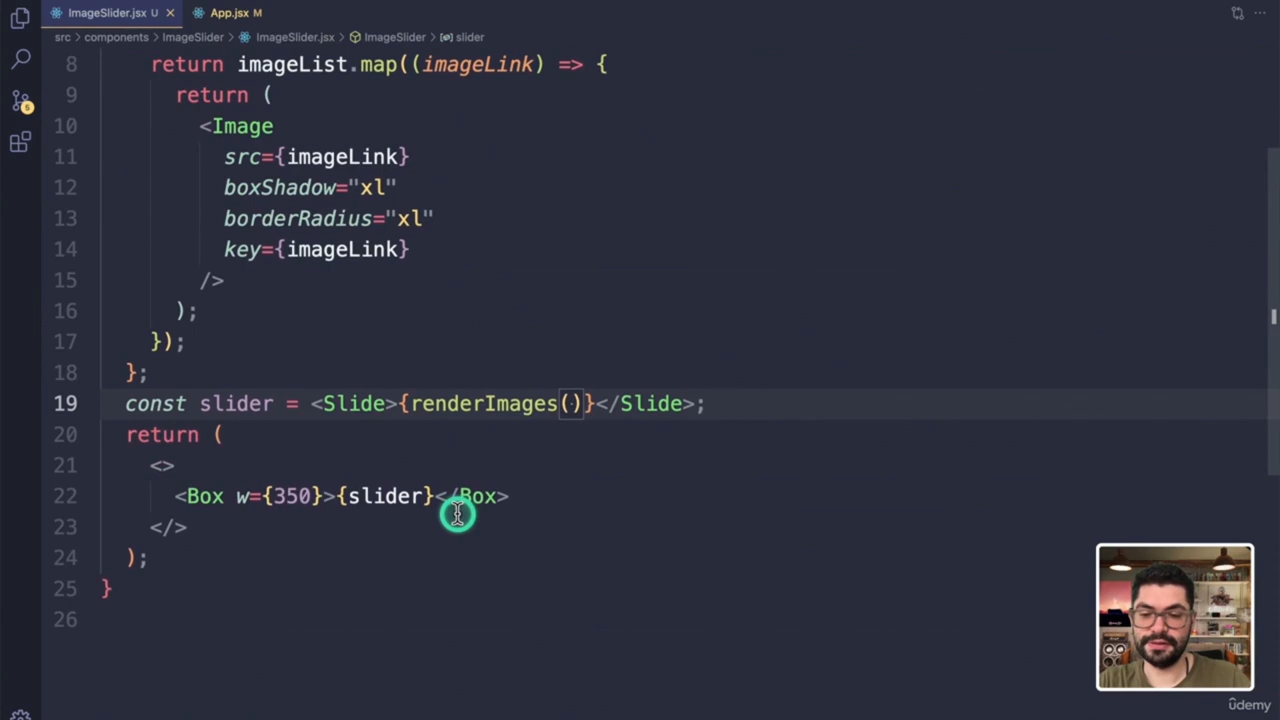 ImageSlider.jsx U
App.jsx M
src > components > ImageSlider > ImageSlider.jsx > ImageSlider > slider
8 return imageList.map((imageLink) => {
9 return (
10 <Image
11 src={imageLink}
12 boxShadow="xl"
13 borderRadius="xl"
14 key={imageLink}
15 />
16 );
17 });
18 };
19 const slider = <Slide>{renderImages()}</Slide>;
20 return (
21 <>
22 <Box w={350}>{slider}</Box>
23 </>
24 );
25 }
26
6
ûdemy